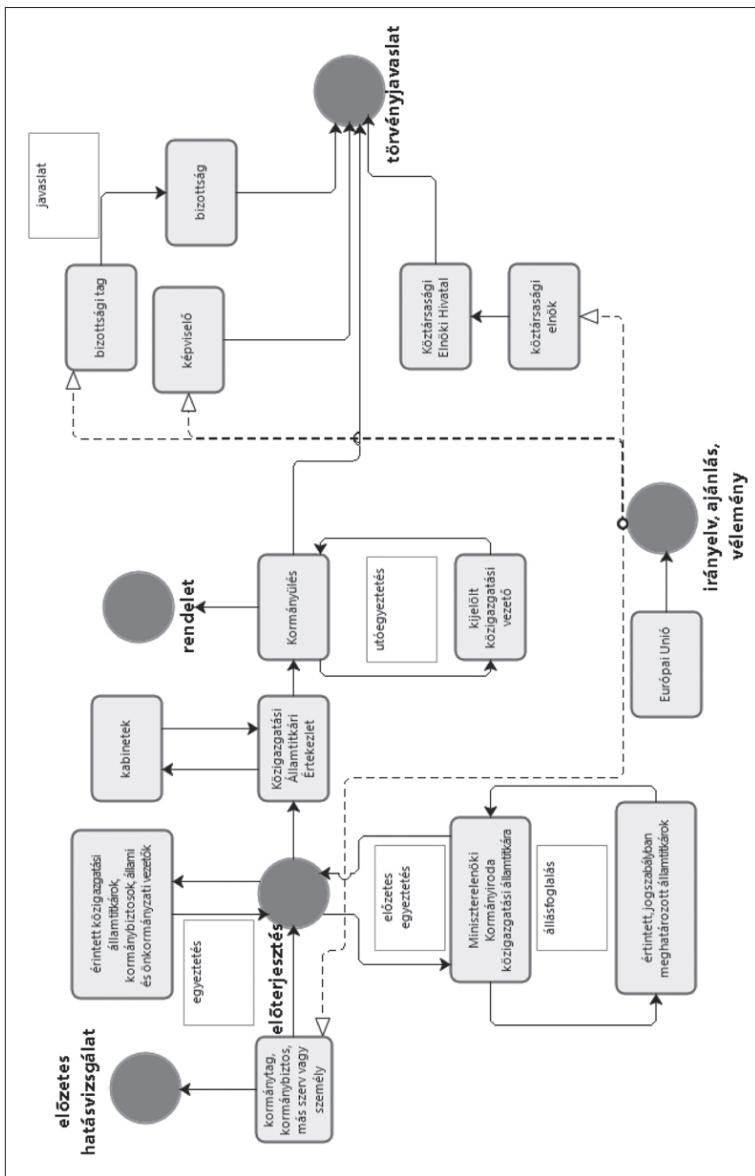 előzetes
hatásvizsgálat
kormánytag,
kormánybiztos,
más szerv vagy
személy
érintett közigazgatási
államtitkárok,
kormánybiztosok, állami
és önkormányzati vezetők
egyeztetés
előterjesztés
előzetes
egyeztetés
Miniszterelenöki
Kormányiroda
közigazgatási államtitkára
állásfoglalás
értintett, jogszabályban
meghatározott államtitkárok
kabinetek
Közigazgatási
Államtitkári
Értekezlet
rendelet
Kormányülés
utóegyeztetés
kijelölt
közigazgatási
vezető
Európai Unió
irányelv, ajánlás,
vélemény
bizottsági tag
javaslat
képviselő
bizottság
Köztársasági
Elnöki Hivatal
köztársasági
elnök
törvényjavaslat